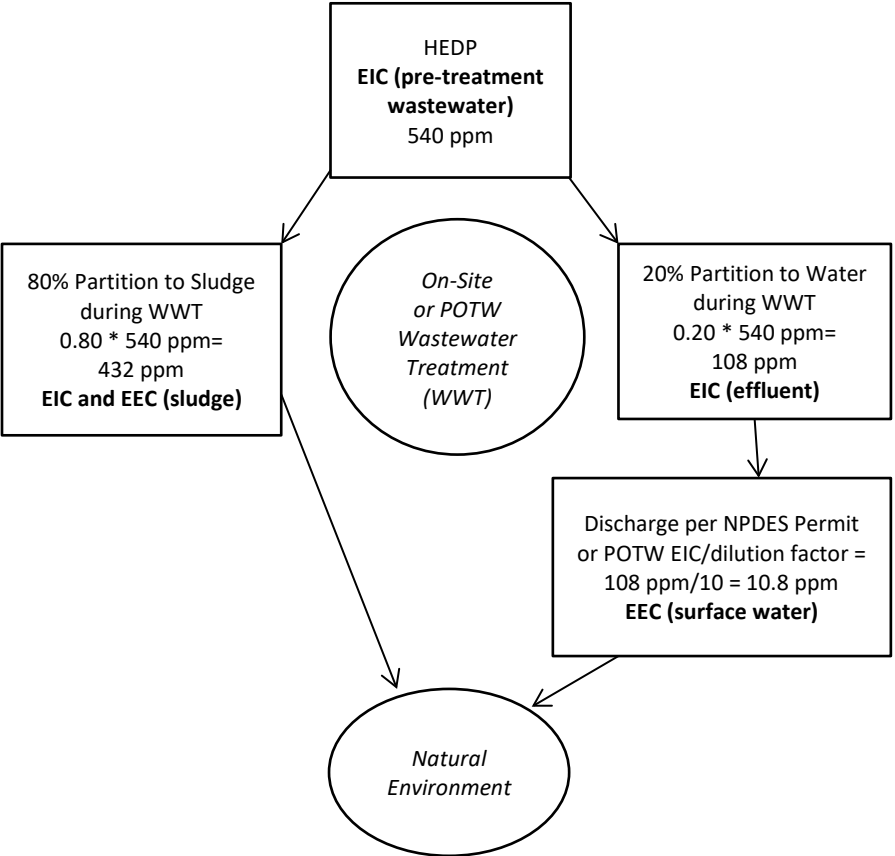 HEDP
EIC (pre-treatment
wastewater)
540 ppm
80% Partition to Sludge
during WWT
0.80 * 540 ppm=
432 ppm
EIC and EEC (sludge)
On-Site
or POTW
Wastewater
Treatment
(WWT)
20% Partition to Water
during WWT
0.20 * 540 ppm=
108 ppm
EIC (effluent)
Discharge per NPDES Permit
or POTW EIC/dilution factor =
108 ppm/10 = 10.8 ppm
EEC (surface water)
Natural
Environment